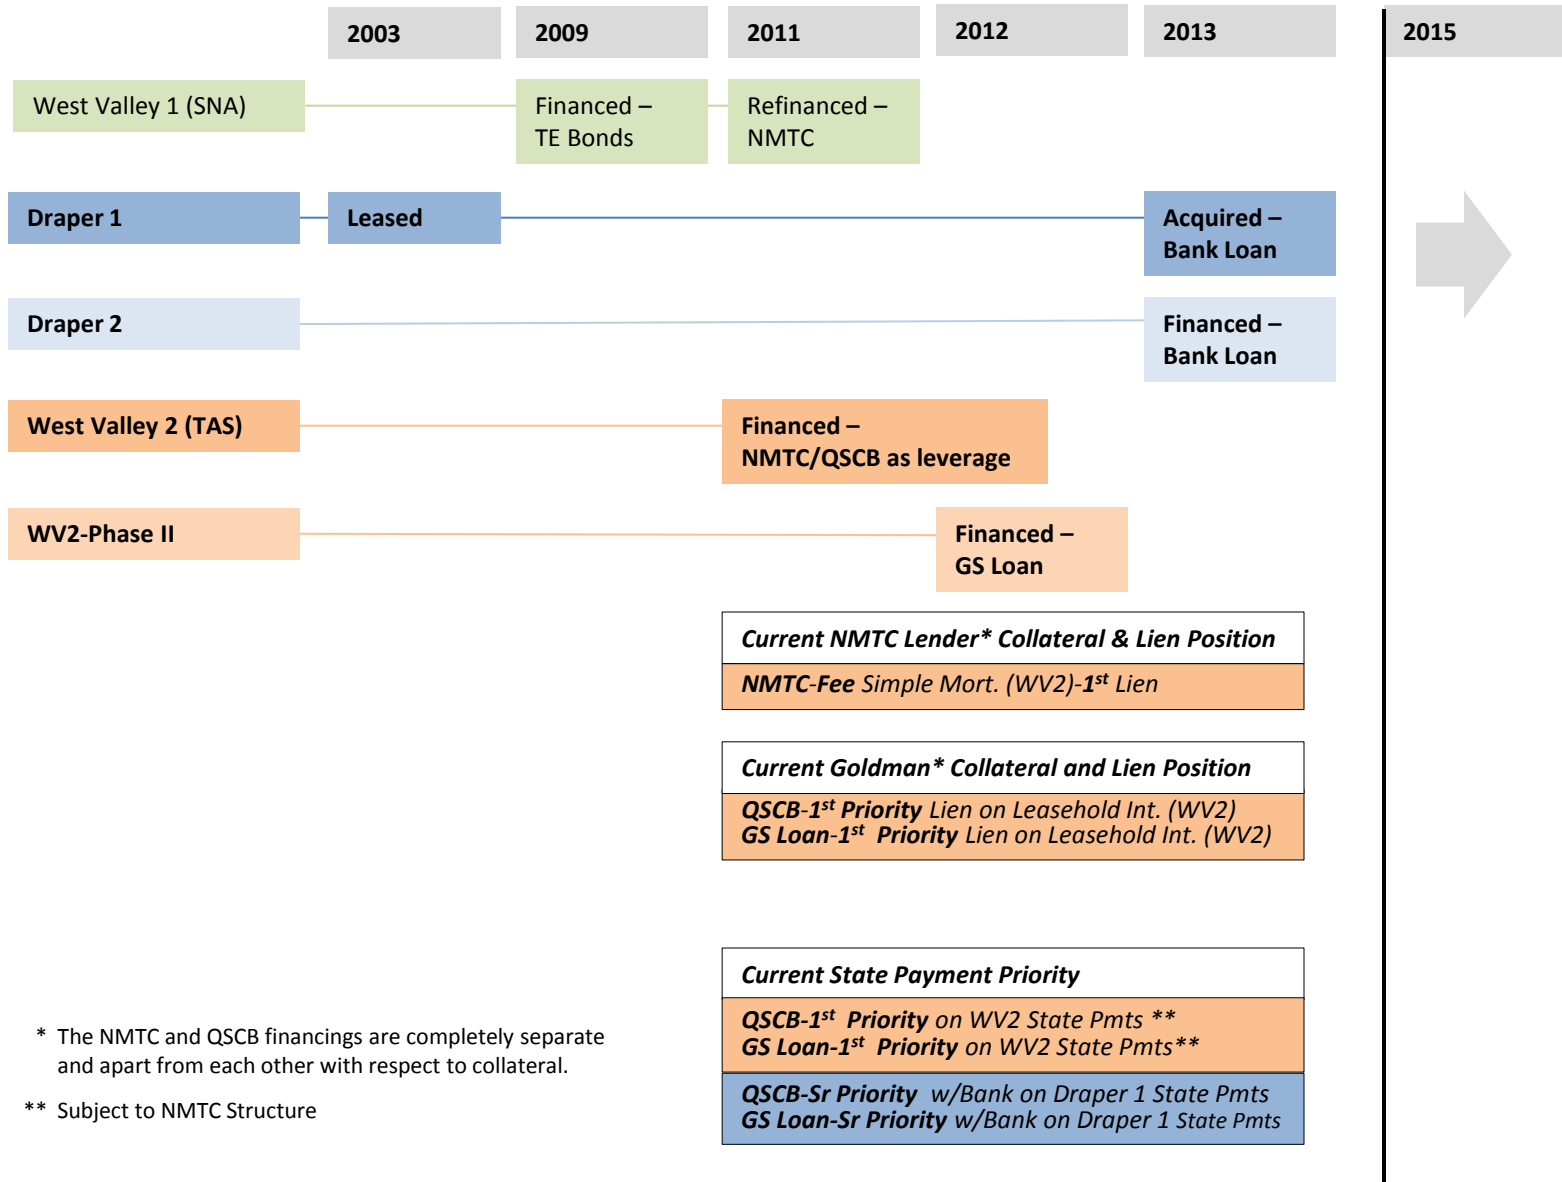 2003 2009 2011 2012 2013 2015
West Valley 1 (SNA)
Financed –
TE Bonds
Refinanced –
NMTC
Draper 1
Leased
Acquired –
Bank Loan
Draper 2
Financed –
Bank Loan
West Valley 2 (TAS)
Financed –
NMTC/QSCB as leverage
WV2-Phase II
Financed –
GS Loan
Current NMTC Lender* Collateral & Lien Position
NMTC-Fee Simple Mort. (WV2)-1st Lien
Current Goldman* Collateral and Lien Position
QSCB-1st Priority Lien on Leasehold Int. (WV2)
GS Loan-1st Priority Lien on Leasehold Int. (WV2)
Current State Payment Priority
QSCB-1st Priority on WV2 State Pmts **
GS Loan-1st Priority on WV2 State Pmts**
QSCB-Sr Priority w/Bank on Draper 1 State Pmts
GS Loan-Sr Priority w/Bank on Draper 1 State Pmts
* The NMTC and QSCB financings are completely separate
and apart from each other with respect to collateral.
** Subject to NMTC Structure